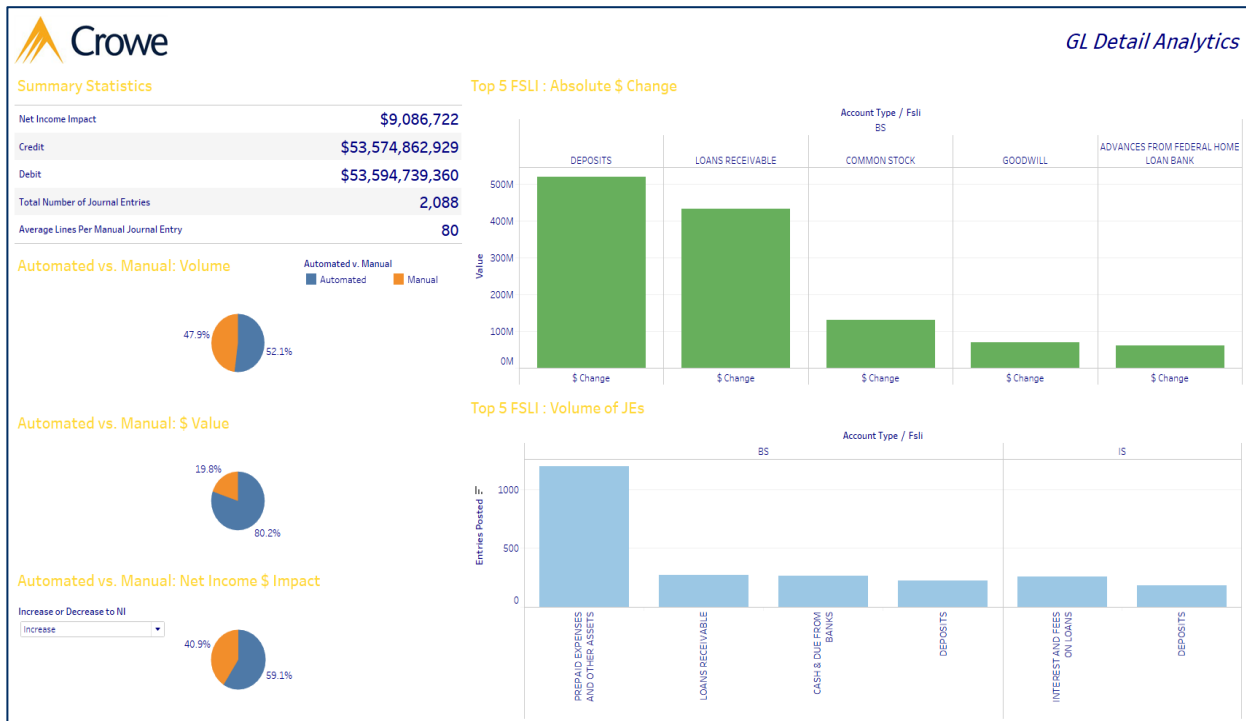 Crowe
GL Detail Analytics
Summary Statistics
Net Income Impact $9,086,722
Credit $53,574,862,929
Debit $53,594,739,360
Total Number of Journal Entries 2,088
Average Lines Per Manual Journal Entry 80
Automated vs. Manual: Volume
Automated v. Manual
Automated Manual
47.9%
52.1%
Automated vs. Manual: $ Value
19.8%
80.2%
Automated vs. Manual: Net Income $ Impact
Increase or Decrease to NI
Increase
40.9%
59.1%
Top 5 FSLI : Absolute $ Change
Account Type / Fsli
BS
DEPOSITS LOANS RECEIVABLE COMMON STOCK GOODWILL ADVANCES FROM FEDERAL HOME
LOAN BANK
Value
500M
400M
300M
200M
100M
0M
$ Change $ Change $ Change $ Change $ Change
Top 5 FSLI : Volume of JEs
Account Type / Fsli
BS IS
Entries Posted
1000
500
0
PREPAID EXPENSES
AND OTHER ASSETS
LOANS RECEIVABLE
CASH & DUE FROM
BANKS
DEPOSITS
INTEREST AND FEES
ON LOANS
DEPOSITS